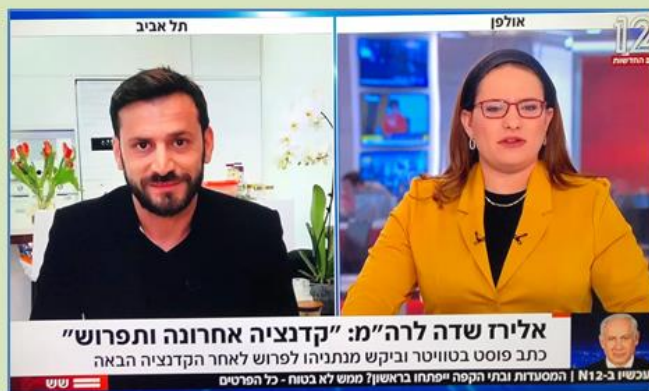 תל אביב
אולפן
12
החדשות
אלירז שדה לרה"מ: "קדנציה אחרונה ותפרוש"
כתב פוסט בטוויטר וביקש מנתניהו לפרוש לאחר הקדנציה הבאה
שש
עכשיו ב-N12 | המסעדות ובתי הקפה ייפתחו בראשון? ממש לא בטוח - כל הפרטים